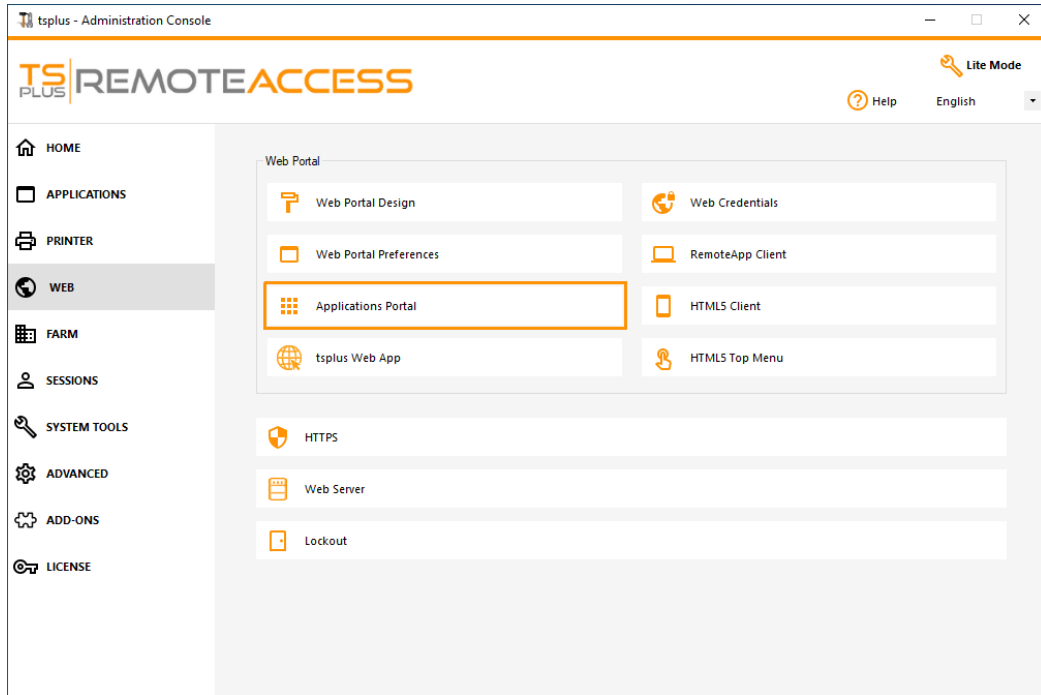 tsplus - Administration Console
TS PLUS REMOTEACCESS
Lite Mode
Help English
HOME
APPLICATIONS
PRINTER
WEB
FARM
SESSIONS
SYSTEM TOOLS
ADVANCED
ADD-ONS
LICENSE
Web Portal
Web Portal Design
Web Credentials
Web Portal Preferences
RemoteApp Client
Applications Portal
HTML5 Client
tsplus Web App
HTML5 Top Menu
HTTPS
Web Server
Lockout